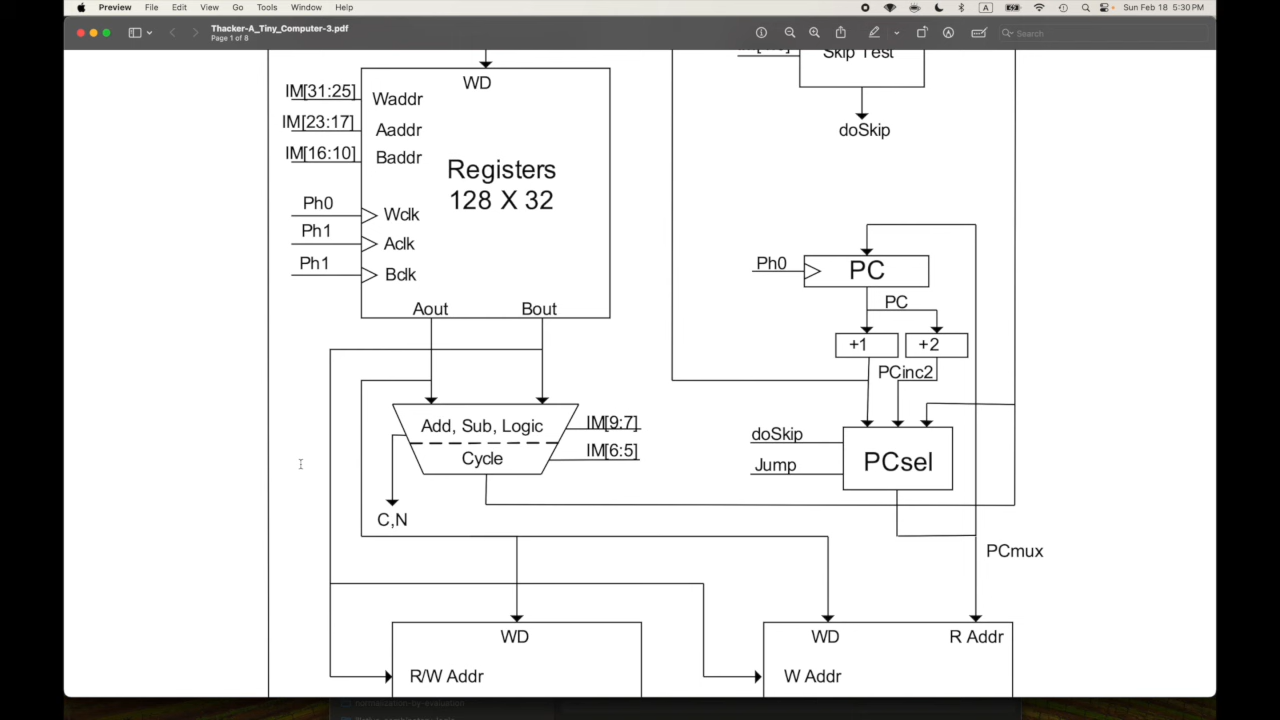 Preview File Edit View Go Tools Window Help
A
Sun Feb 18 5:30 PM
Thacker-A_Tiny_Computer-3.pdf
Page 1 of 8
Search
Skip Test
doSkip
WD
IM[31:25] Waddr
IM[23:17] Aaddr
IM[16:10] Baddr
Registers
128 X 32
Ph0 Wclk
Ph1 Aclk
Ph1 Bclk
Aout Bout
Ph0 PC
PC
+1 +2
PCinc2
Add, Sub, Logic IM[9:7]
Cycle IM[6:5]
C,N
doSkip
Jump
PCsel
PCmux
WD
R/W Addr
WD R Addr
W Addr